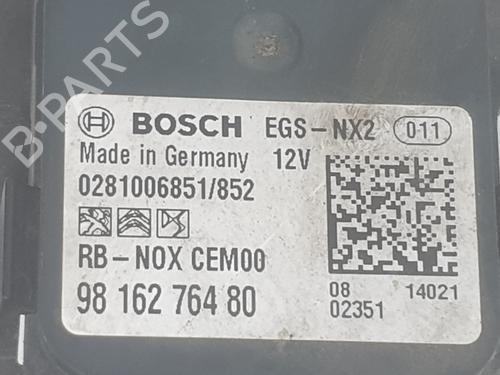 B-PARTS
BOSCH EGS-NX2 011
Made in Germany 12V
0281006851/852
RB-NOX CEM00
98 162 764 80
08 14021
02351